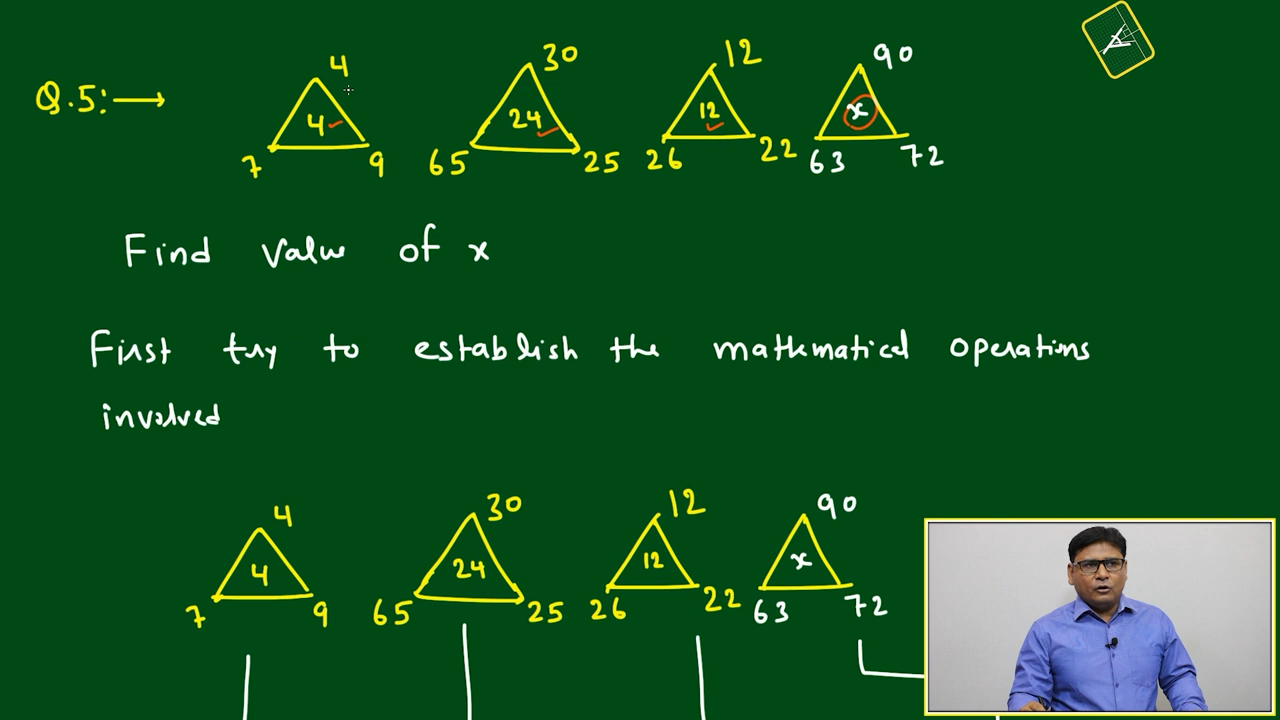 Q.5:→ 4 30 12 90
4 24 12 x
7 9 65 25 26 22 63 72
Find value of x
First try to establish the mathematical operations
involved
4 30 12 90
4 24 12 x
7 9 65 25 26 22 63 72